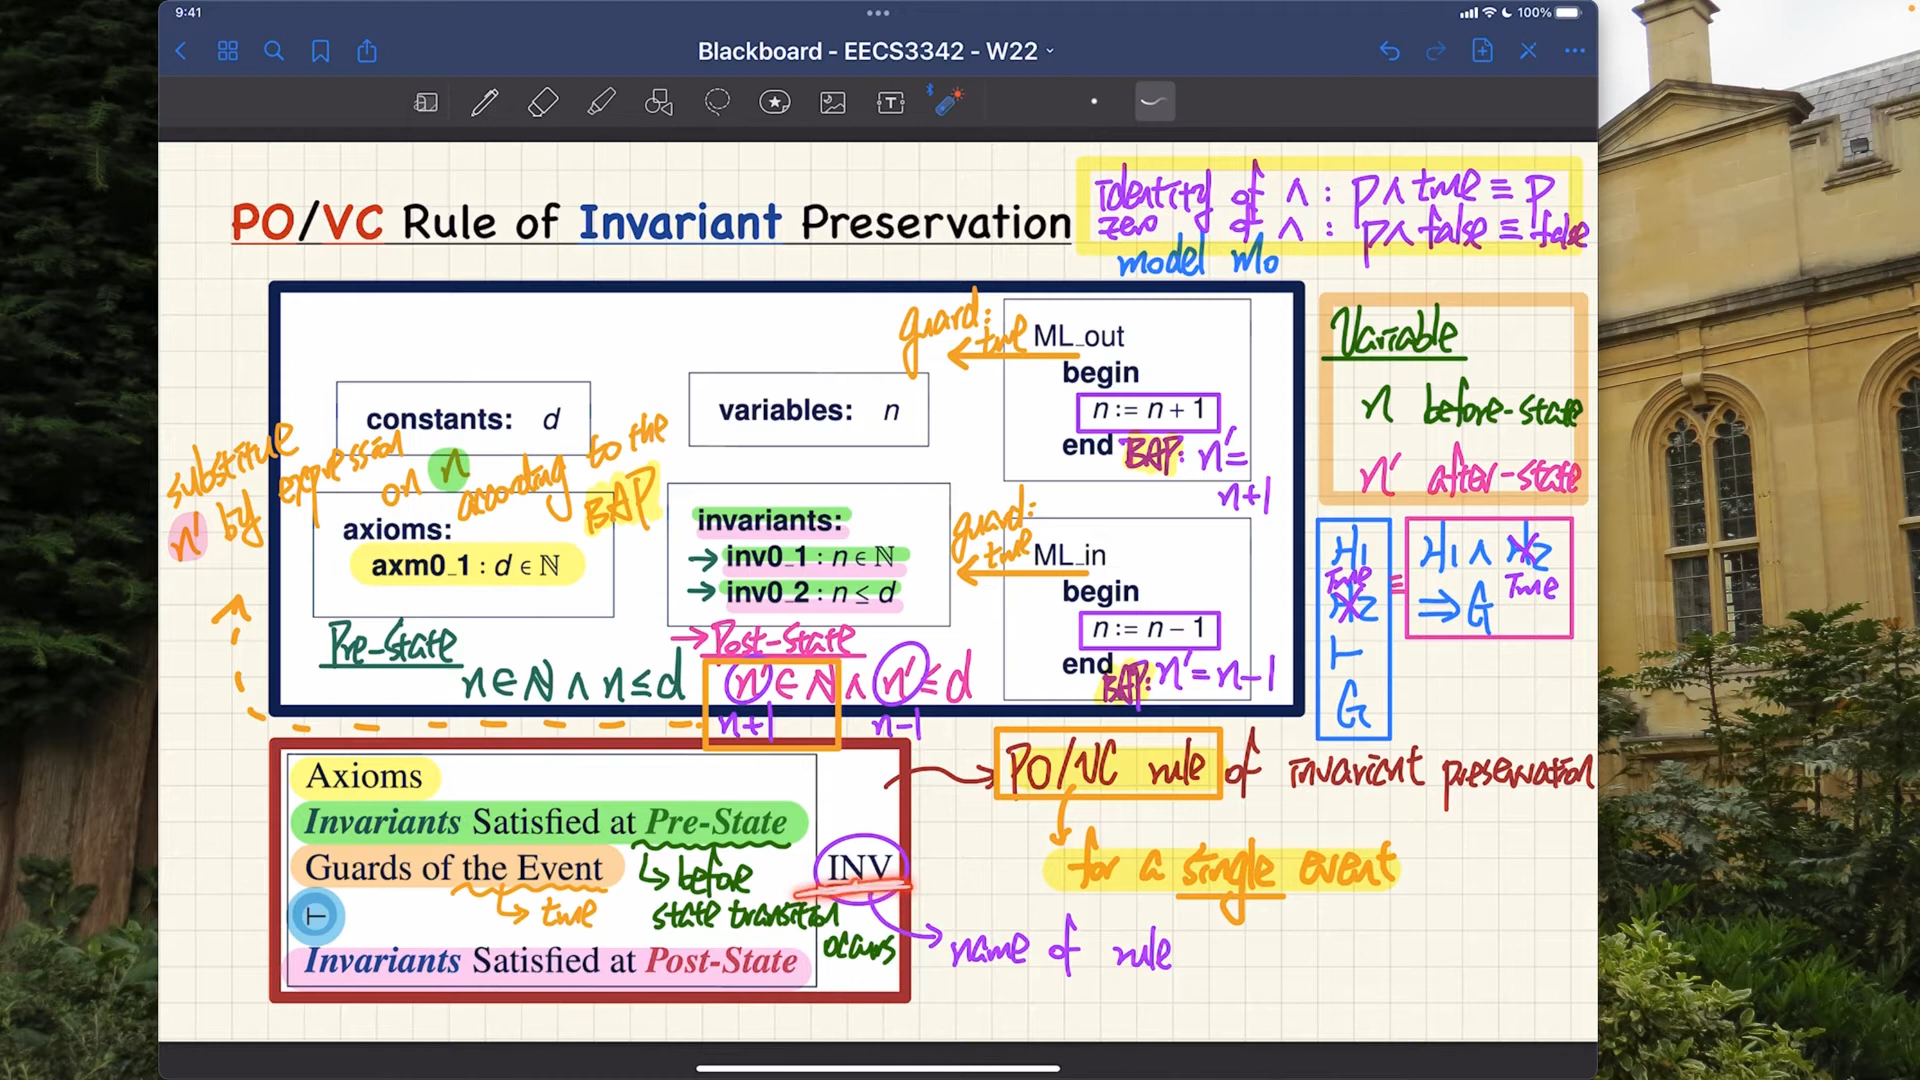 9:41
100%
Blackboard - EECS3342 - W22
PO/VC Rule of Invariant Preservation
identity of ∧ : p ∧ true ≡ p
zero of ∧ : p ∧ false ≡ false
model m0
guard: true
ML_out
begin
n := n + 1
end
BAP: n' = n+1
constants: d
variables: n
substitue n' by expression on n according to the BAP
axioms:
axm0_1 : d ∈ ℕ
invariants:
→ inv0_1 : n ∈ ℕ
→ inv0_2 : n ≤ d
guard: true
ML_in
begin
n := n − 1
end
BAP: n' = n-1
Pre-State
n ∈ ℕ ∧ n ≤ d
→ Post-State
n' ∈ ℕ ∧ n' ≤ d
n+1
n-1
Variable
n before-state
n' after-state
H1
True
H2
⊢
G
≡
H1 ∧ H2
True
⇒ G
Axioms
Invariants Satisfied at Pre-State
Guards of the Event
↳ before
state transition
occurs
↳ true
⊢
Invariants Satisfied at Post-State
INV
name of rule
PO/VC rule of invariant preservation
for a single event